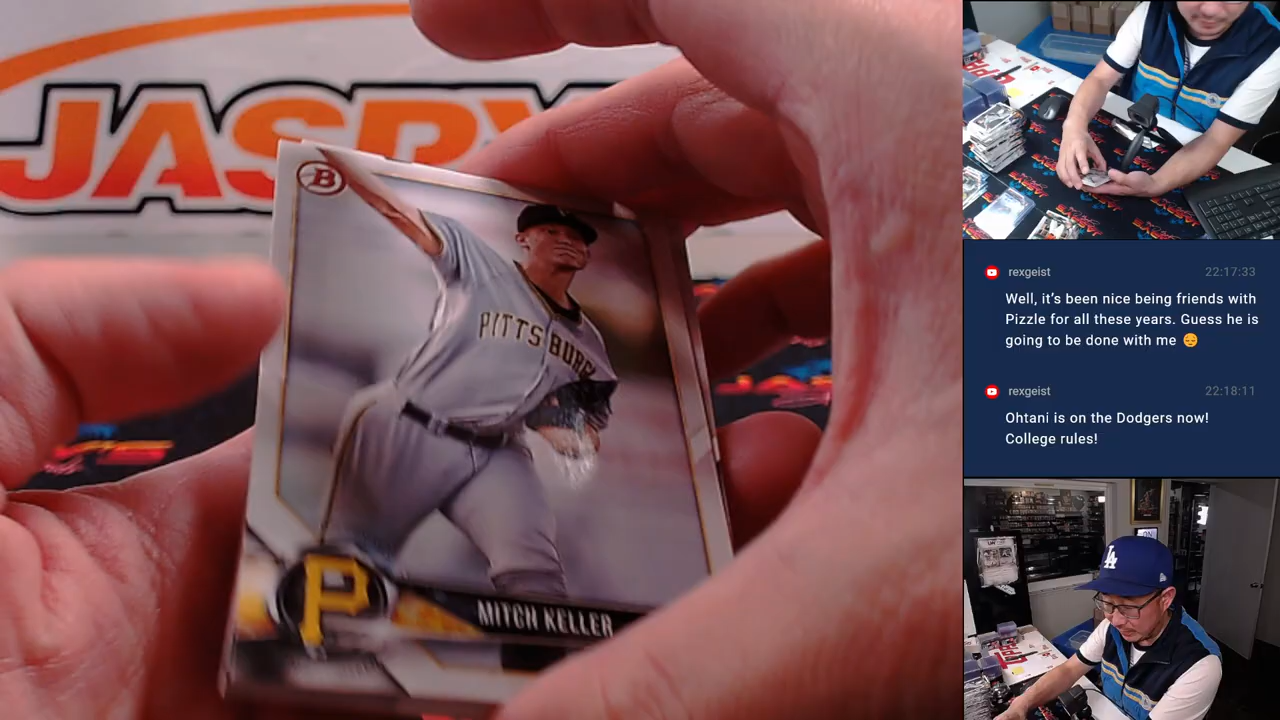 JASPY
B
PITTSBURG
P
MITCH KELLER
rexgeist 22:17:33
Well, it's been nice being friends with
Pizzle for all these years. Guess he is
going to be done with me 😔
rexgeist 22:18:11
Ohtani is on the Dodgers now!
College rules!
LA